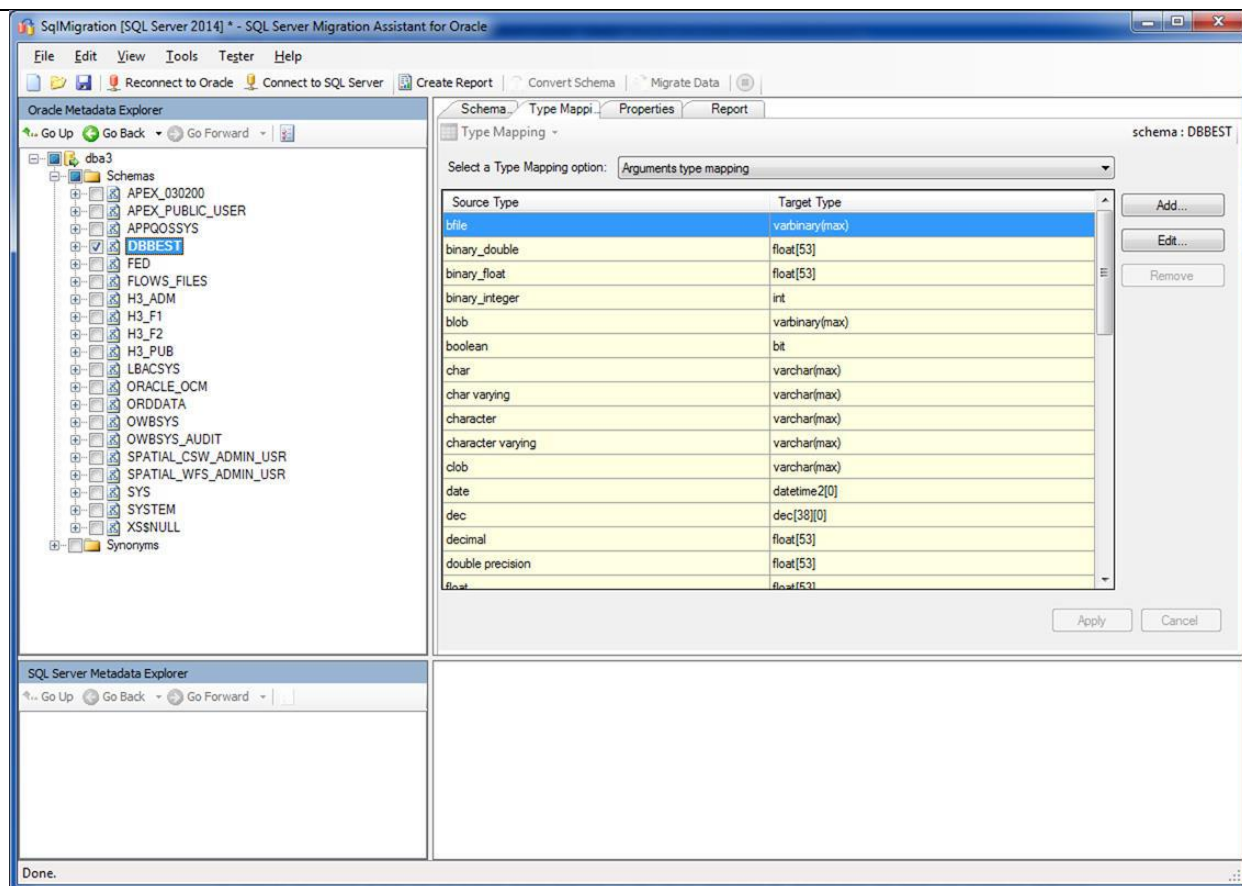 SqlMigration [SQL Server 2014] * - SQL Server Migration Assistant for Oracle
File Edit View Tools Tester Help
Reconnect to Oracle Connect to SQL Server Create Report Convert Schema Migrate Data
Oracle Metadata Explorer
Go Up Go Back Go Forward
dba3
Schemas
APEX_030200
APEX_PUBLIC_USER
APPQOSSYS
DBBEST
FED
FLOWS_FILES
H3_ADM
H3_F1
H3_F2
H3_PUB
LBACSYS
ORACLE_OCM
ORDDATA
OWBSYS
OWBSYS_AUDIT
SPATIAL_CSW_ADMIN_USR
SPATIAL_WFS_ADMIN_USR
SYS
SYSTEM
XS$NULL
Synonyms
Schema.. Type Mappi.. Properties Report
Type Mapping schema : DBBEST
Select a Type Mapping option: Arguments type mapping
Source Type Target Type
bfile varbinary(max)
binary_double float[53]
binary_float float[53]
binary_integer int
blob varbinary(max)
boolean bit
char varchar(max)
char varying varchar(max)
character varchar(max)
character varying varchar(max)
clob varchar(max)
date datetime2[0]
dec dec[38][0]
decimal float[53]
double precision float[53]
float float[53]
Add...
Edit...
Remove
Apply Cancel
SQL Server Metadata Explorer
Go Up Go Back Go Forward
Done.